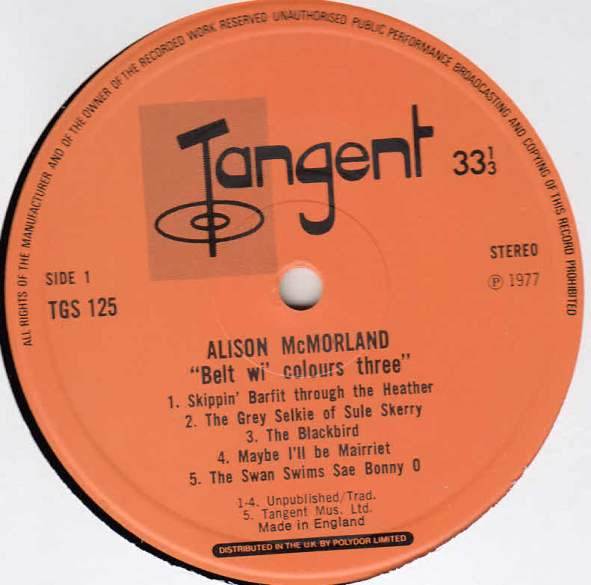 ALL RIGHTS OF THE MANUFACTURER AND OF THE OWNER OF THE RECORDED WORK RESERVED UNAUTHORISED PUBLIC PERFORMANCE BROADCASTING AND COPYING OF THIS RECORD PROHIBITED
Tangent
33 1/3
SIDE 1
TGS 125
STEREO
Ⓟ 1977
ALISON McMORLAND
"Belt wi' colours three"
1. Skippin' Barfit through the Heather
2. The Grey Selkie of Sule Skerry
3. The Blackbird
4. Maybe I'll be Mairriet
5. The Swan Swims Sae Bonny O
1-4. Unpublished/Trad.
5. Tangent Mus. Ltd.
Made in England
DISTRIBUTED IN THE U.K. BY POLYDOR LIMITED